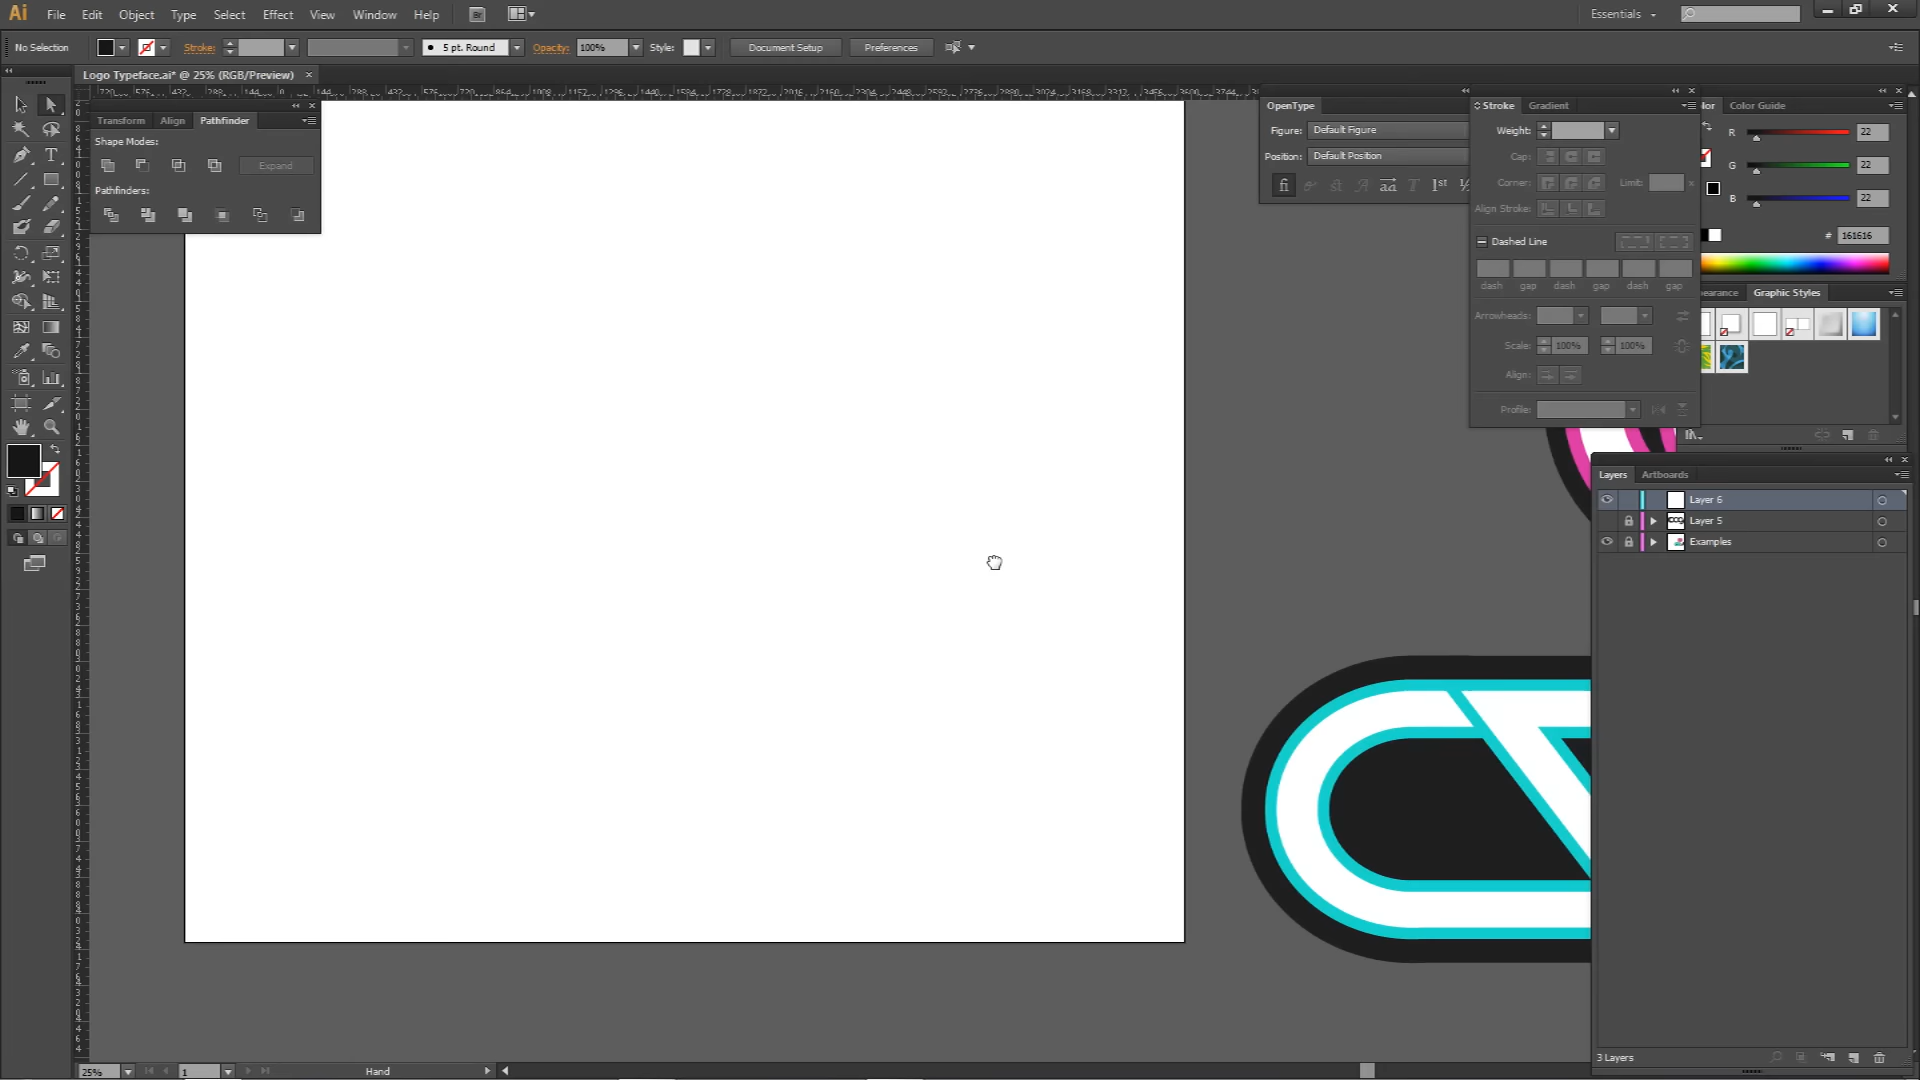 Ai File Edit Object Type Select Effect View Window Help Br
Essentials
No Selection Stroke: 5 pt. Round Opacity: 100% Style: Document Setup Preferences
Logo Typeface.ai* @ 25% (RGB/Preview)
Transform Align Pathfinder
Shape Modes:
Expand
Pathfinders:
OpenType
Figure: Default Figure
Position: Default Position
Stroke Gradient
Weight:
Cap:
Corner: Limit: x
Align Stroke:
Dashed Line
dash gap dash gap dash gap
Arrowheads:
Scale: 100% 100%
Align:
Profile:
lor Color Guide
R 22
G 22
B 22
# 161616
pearance Graphic Styles
Layers Artboards
Layer 6
Layer 5
Examples
3 Layers
25% 1 Hand